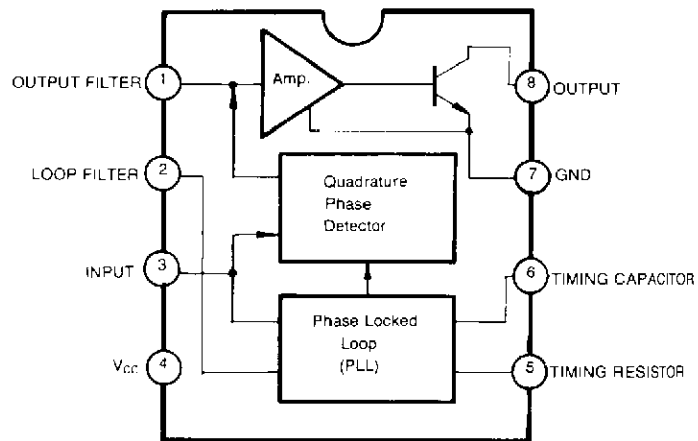 1
Amp.
8
OUTPUT FILTER
OUTPUT
2
7
LOOP FILTER
Quadrature
Phase
Detector
GND
3
6
INPUT
TIMING CAPACITOR
Phase Locked
Loop
(PLL)
4
5
Vcc
TIMING RESISTOR